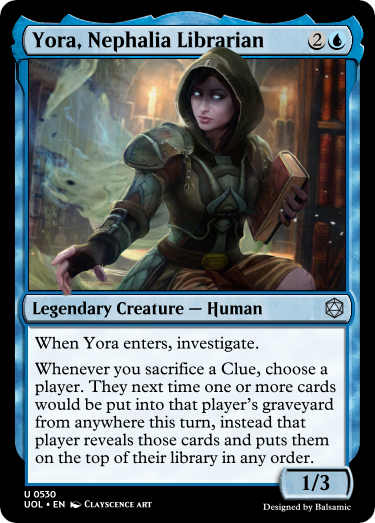 Yora, Nephalia Librarian 2
Legendary Creature — Human
When Yora enters, investigate.
Whenever you sacrifice a Clue, choose a
player. They next time one or more cards
would be put into that player's graveyard
from anywhere this turn, instead that
player reveals those cards and puts them
on the top of their library in any order.
1/3
U 0530
UOL • EN CLAYSCENCE ART
Designed by Balsamic